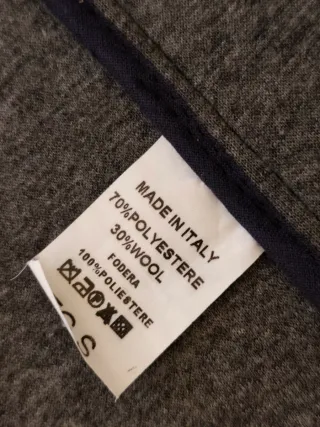 MADE IN ITALY
70%POLYESTERE
30%WOOL
FODERA
100%POLIESTERE